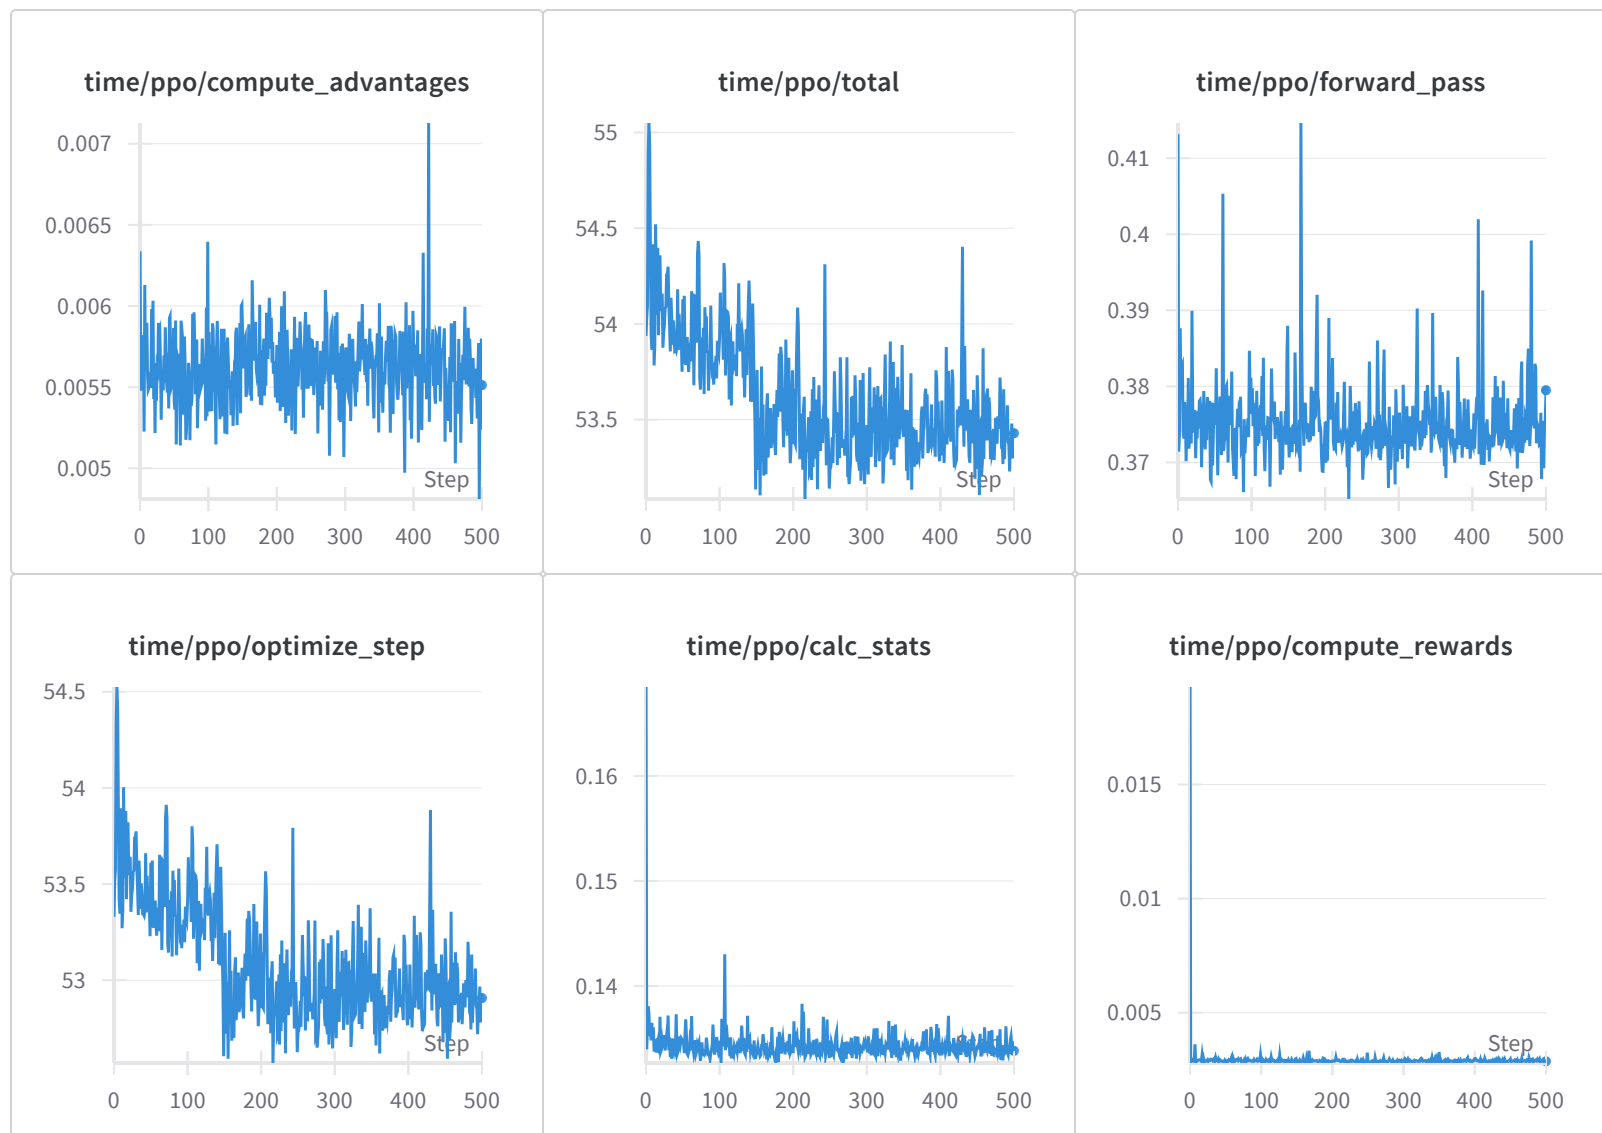 time/ppo/compute_advantages
0.007
0.0065
0.006
0.0055
0.005
Step
0 100 200 300 400 500
time/ppo/total
55
54.5
54
53.5
Step
0 100 200 300 400 500
time/ppo/forward_pass
0.41
0.4
0.39
0.38
0.37
Step
0 100 200 300 400 500
time/ppo/optimize_step
54.5
54
53.5
53
Step
0 100 200 300 400 500
time/ppo/calc_stats
0.16
0.15
0.14
0 100 200 300 400 500
time/ppo/compute_rewards
0.015
0.01
0.005
Step
0 100 200 300 400 500